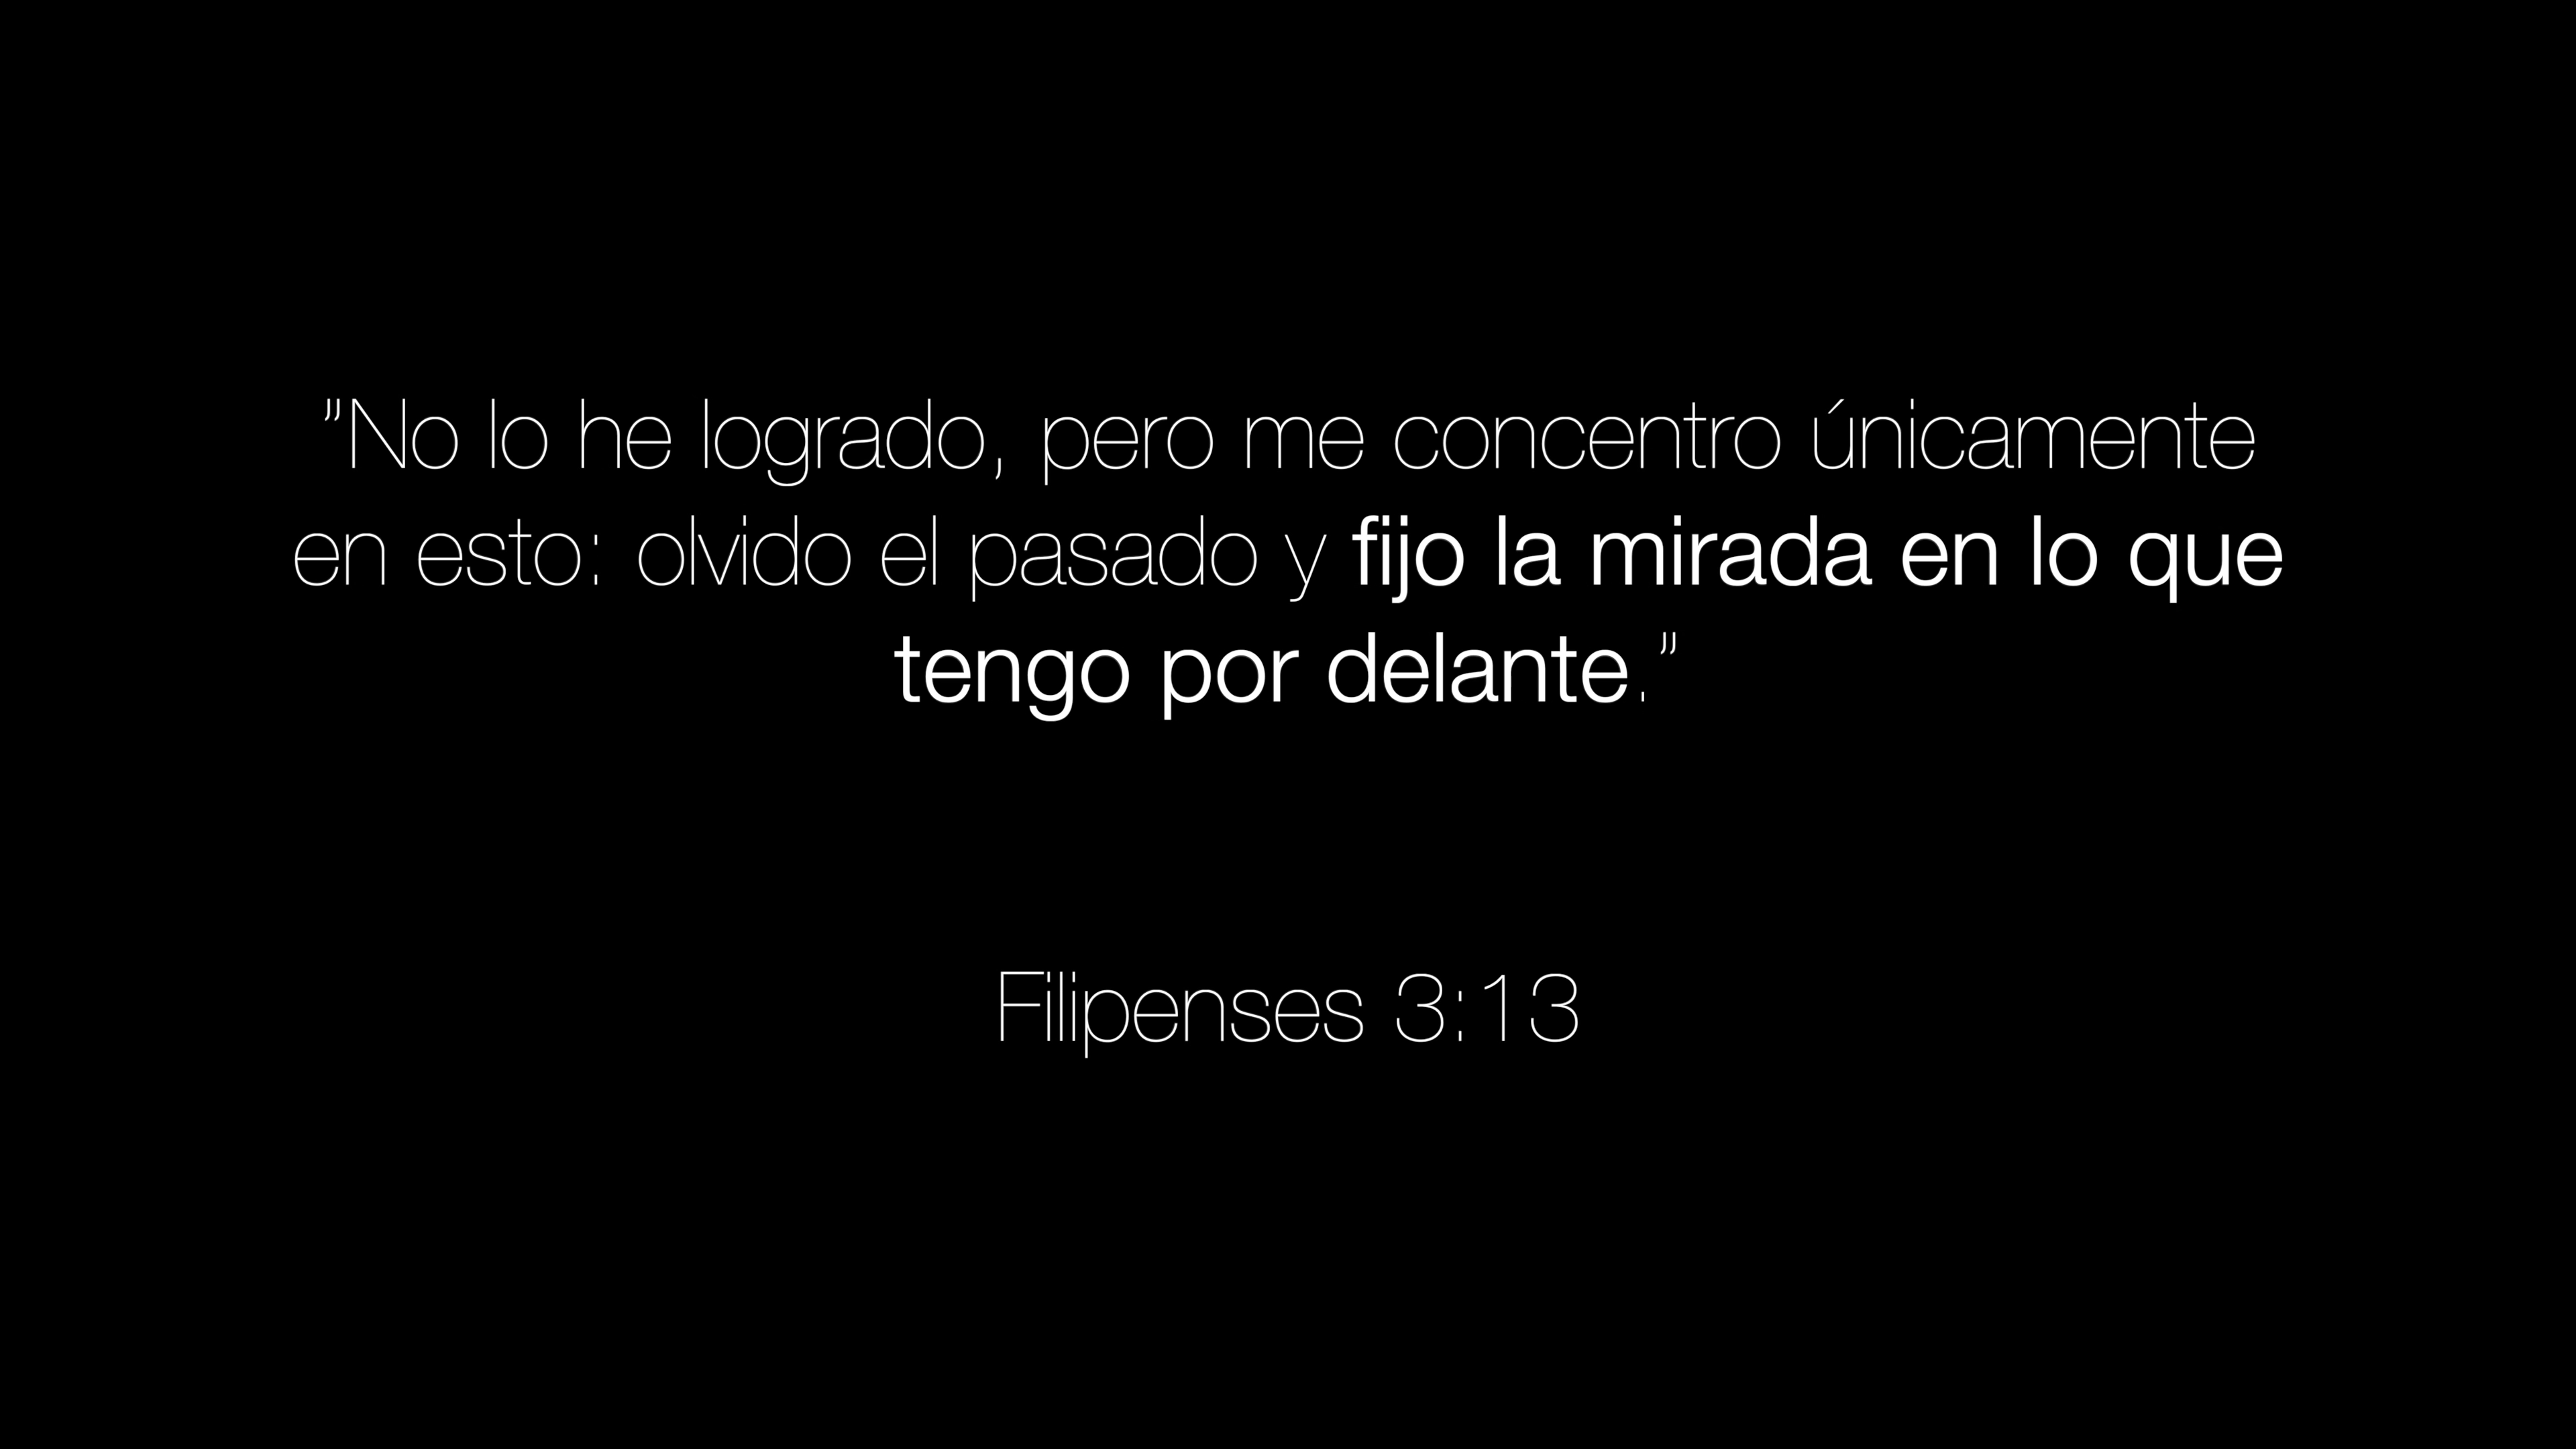 ”No lo he logrado, pero me concentro únicamente
en esto: olvido el pasado y fijo la mirada en lo que
tengo por delante.”
Filipenses 3:13